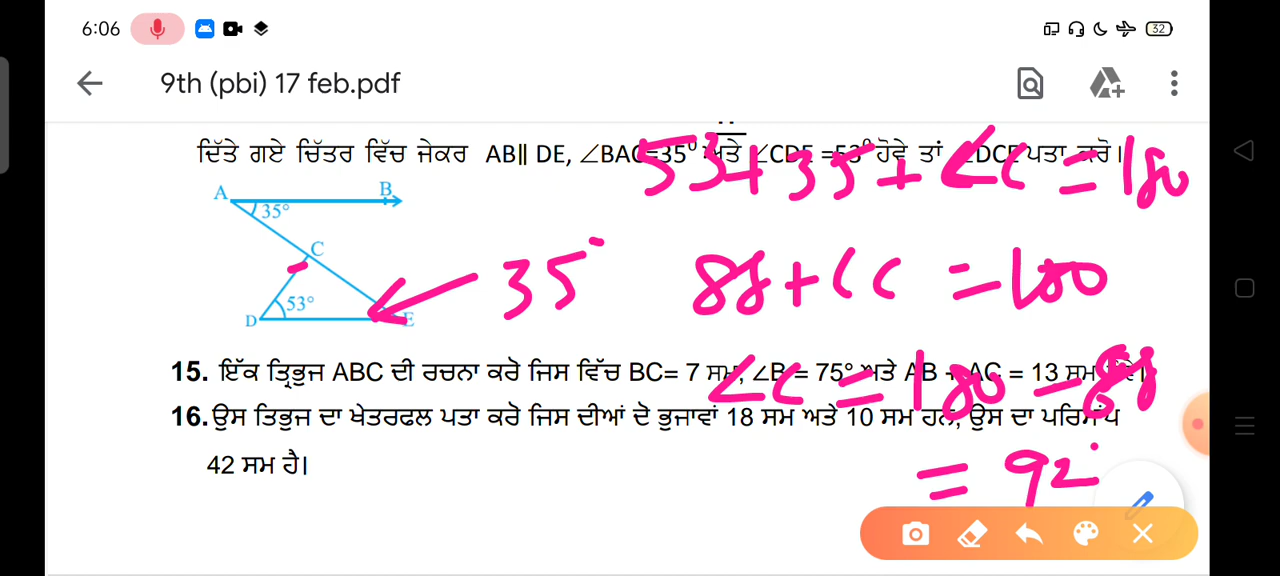 6:06
32
9th (pbi) 17 feb.pdf
ਦਿੱਤੇ ਗਏ ਚਿੱਤਰ ਵਿੱਚ ਜੇਕਰ AB|| DE, ∠BAC=35⁰ ਅਤੇ ∠CDE =53⁰ ਹੋਵੇ ਤਾਂ ∠DCE ਪਤਾ ਕਰੋ।
53+35+∠C=180
A B
35°
C
35° 88+∠C=180
53°
D E
15. ਇੱਕ ਤ੍ਰਿਭੁਜ ABC ਦੀ ਰਚਨਾ ਕਰੋ ਜਿਸ ਵਿੱਚ BC= 7 ਸਮ, ∠B = 75° ਅਤੇ AB + AC = 13 ਸਮ
∠C=180-88
16. ਉਸ ਤਿਭੁਜ ਦਾ ਖੇਤਰਫਲ ਪਤਾ ਕਰੋ ਜਿਸ ਦੀਆਂ ਦੋ ਭੁਜਾਵਾਂ 18 ਸਮ ਅਤੇ 10 ਸਮ ਹਨ, ਉਸ ਦਾ ਪਰਿਮਾਪ
42 ਸਮ ਹੈ।
= 92°